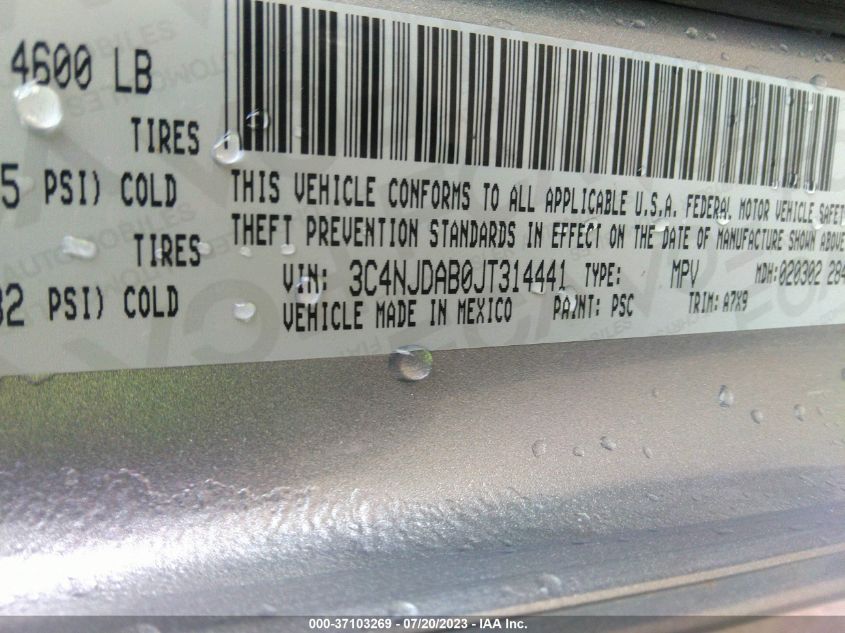 4600 LB
TIRES
5 PSI) COLD
TIRES
32 PSI) COLD
THIS VEHICLE CONFORMS TO ALL APPLICABLE U.S.A. FEDERAL MOTOR VEHICLE SAFET
THEFT PREVENTION STANDARDS IN EFFECT ON THE DATE OF MANUFACTURE SHOWN ABOVE
VIN: 3C4NJDAB0JT314441 TYPE: MPV MDH:020302 284
VEHICLE MADE IN MEXICO PAINT: PSC TRIM: A7X9
000-37103269 - 07/20/2023 - IAA Inc.